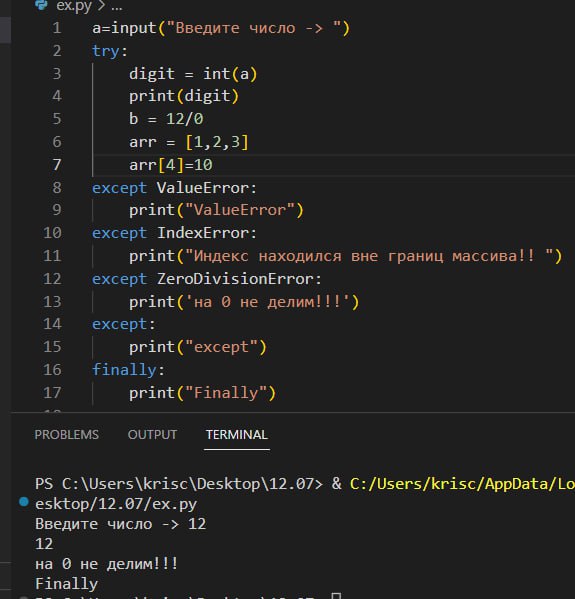 ex.py > ...
1 a=input("Введите число -> ")
2 try:
3 digit = int(a)
4 print(digit)
5 b = 12/0
6 arr = [1,2,3]
7 arr[4]=10
8 except ValueError:
9 print("ValueError")
10 except IndexError:
11 print("Индекс находился вне границ массива!! ")
12 except ZeroDivisionError:
13 print('на 0 не делим!!!')
14 except:
15 print("except")
16 finally:
17 print("Finally")
PROBLEMS OUTPUT TERMINAL
PS C:\Users\krisc\Desktop\12.07> & C:/Users/krisc/AppData/Lo
esktop/12.07/ex.py
Введите число -> 12
12
на 0 не делим!!!
Finally